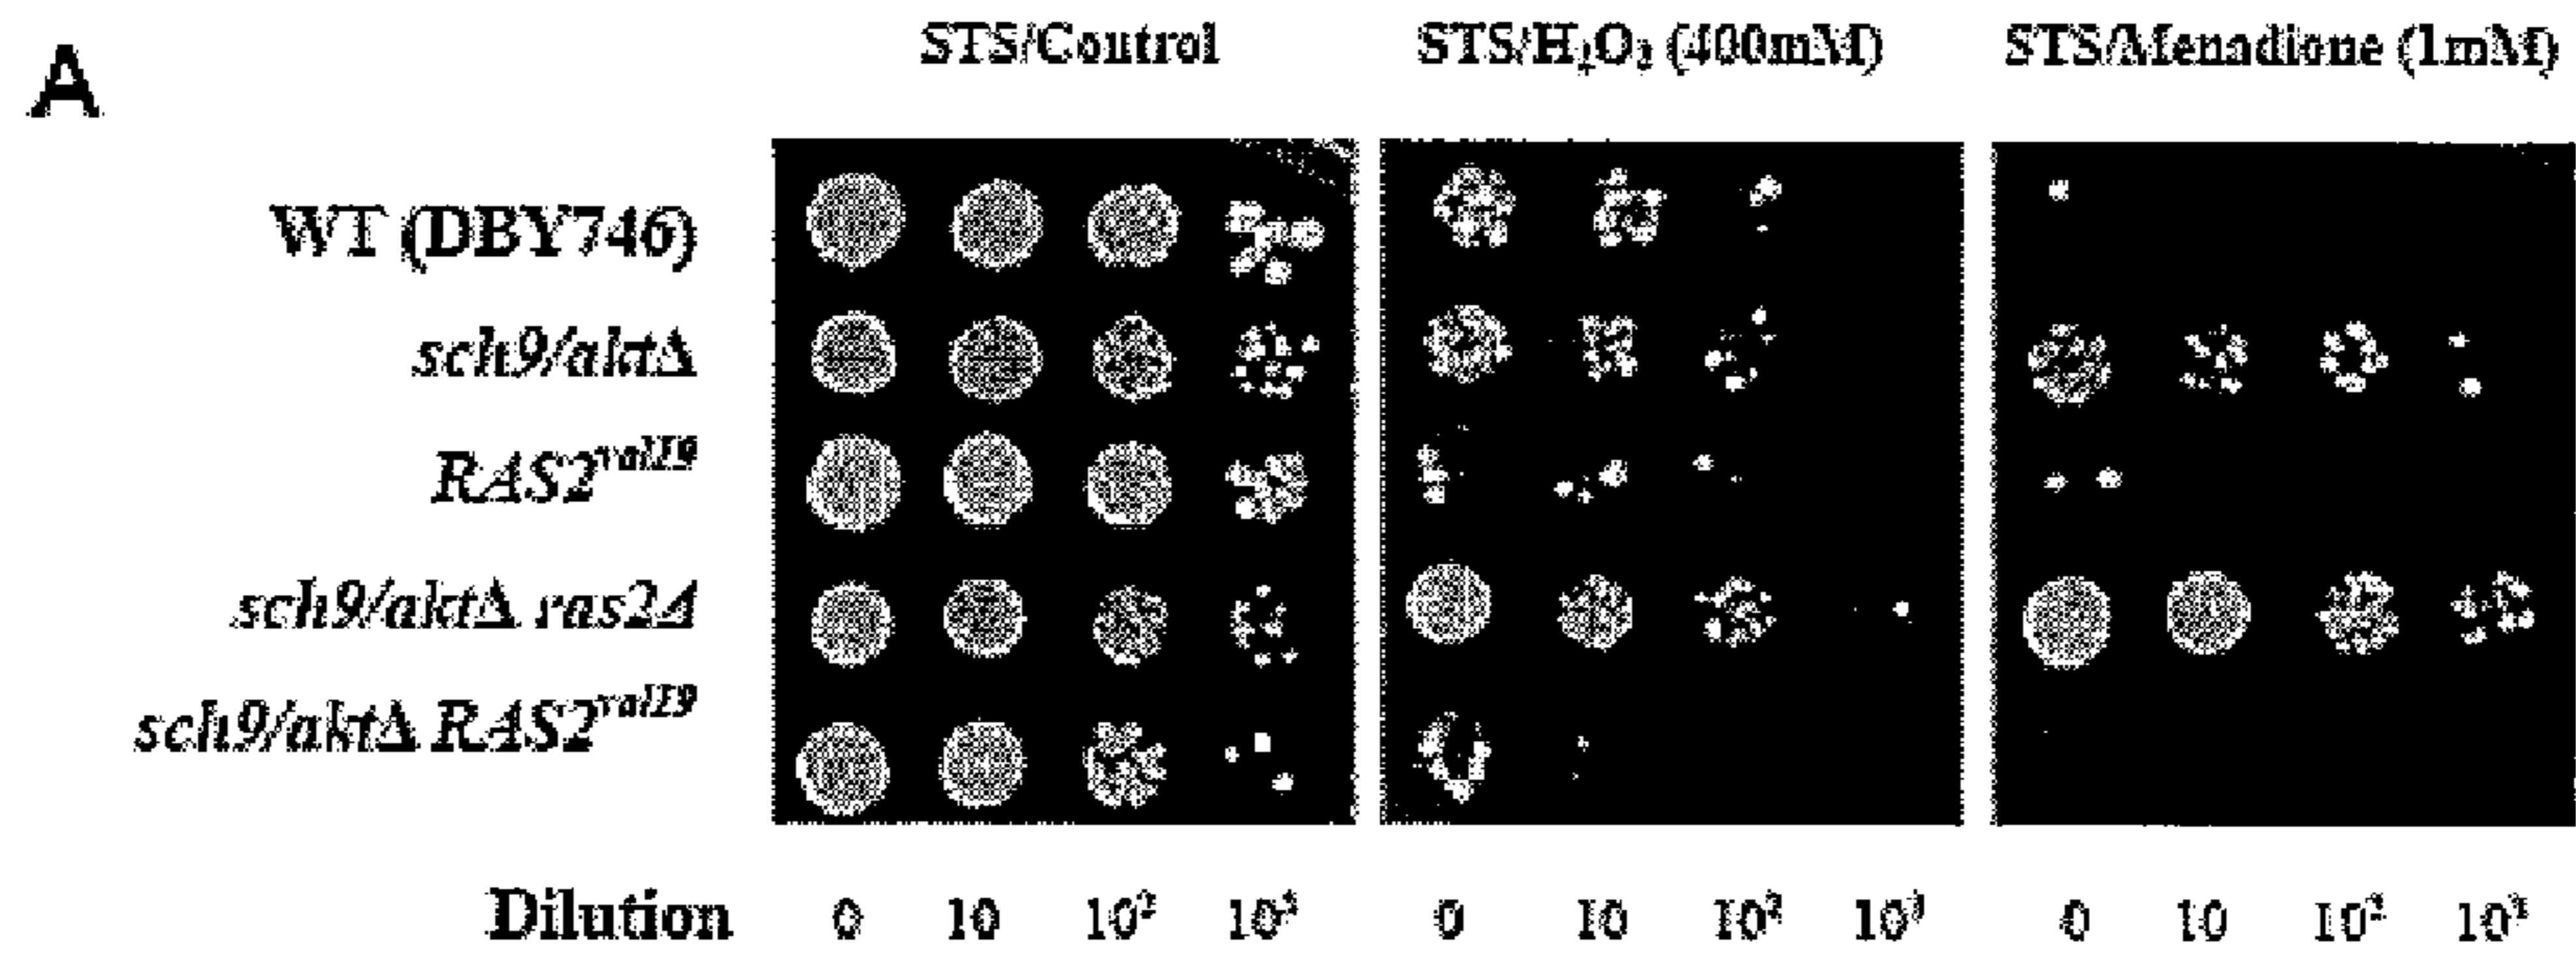 A
STS/Control STS/H₂O₂ (400mM) STS/Menadione (1mM)
WT (DBY746)
sch9/aktΔ
RAS2ᵛᵃˡ¹⁹
sch9/aktΔ ras2Δ
sch9/aktΔ RAS2ᵛᵃˡ¹⁹
Dilution 0 10 10² 10³ 0 10 10² 10³ 0 10 10² 10³